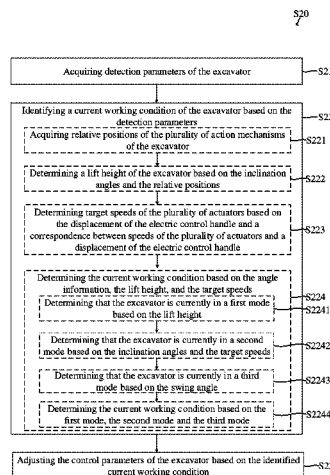 S20
Acquiring detection parameters of the excavator
S2
Identifying a current working condition of the excavator based on the
detection parameters
S2
Acquiring relative positions of the plurality of action mechanisms
of the excavator
S221
Determining a lift height of the excavator based on the inclination
angles and the relative positions
S222
Determining target speeds of the plurality of actuators based on
the displacement of the electric control handle and a
correspondence between speeds of the plurality of actuators and a
displacement of the electric control handle
S223
Determining the current working condition based on the angle
information, the lift height, and the target speeds
S224
Determining that the excavator is currently in a first mode
based on the lift height
S2241
Determining that the excavator is currently in a second
mode based on the inclination angles and the target speeds
S2242
Determining that the excavator is currently in a third
mode based on the swing angle
S2243
Determining the current working condition based on the
first mode, the second mode and the third mode
S2244
Adjusting the control parameters of the excavator based on the identified
current working condition
S2